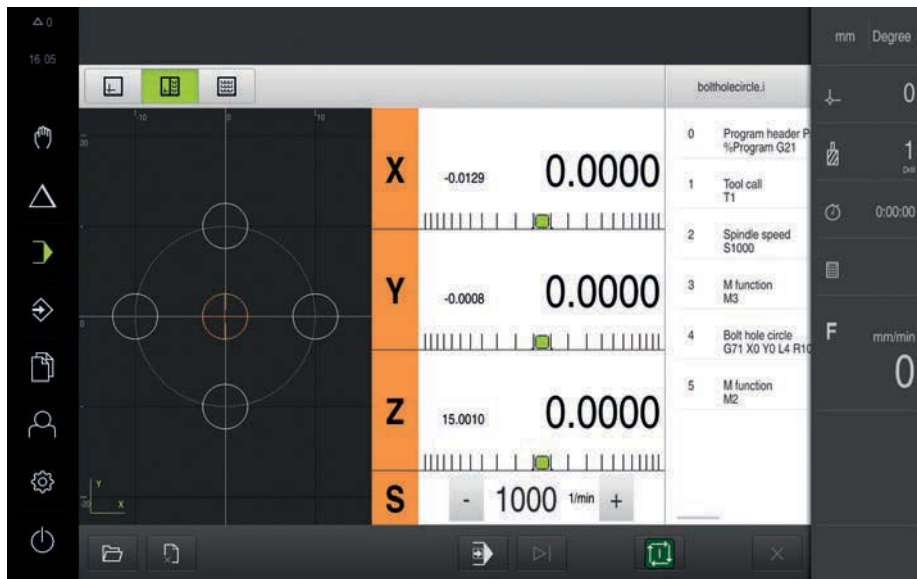 0
16 05
mm Degree
boltholecircle.i
0
1
Drill
0:00:00
F mm/min
0
-10 0 10
20
0
-20
Y
X
X -0.0129 0.0000
Y -0.0008 0.0000
Z 15.0010 0.0000
S - 1000 1/min +
0 Program header P
%Program G21
1 Tool call
T1
2 Spindle speed
S1000
3 M function
M3
4 Bolt hole circle
G71 X0 Y0 L4 R10
5 M function
M2